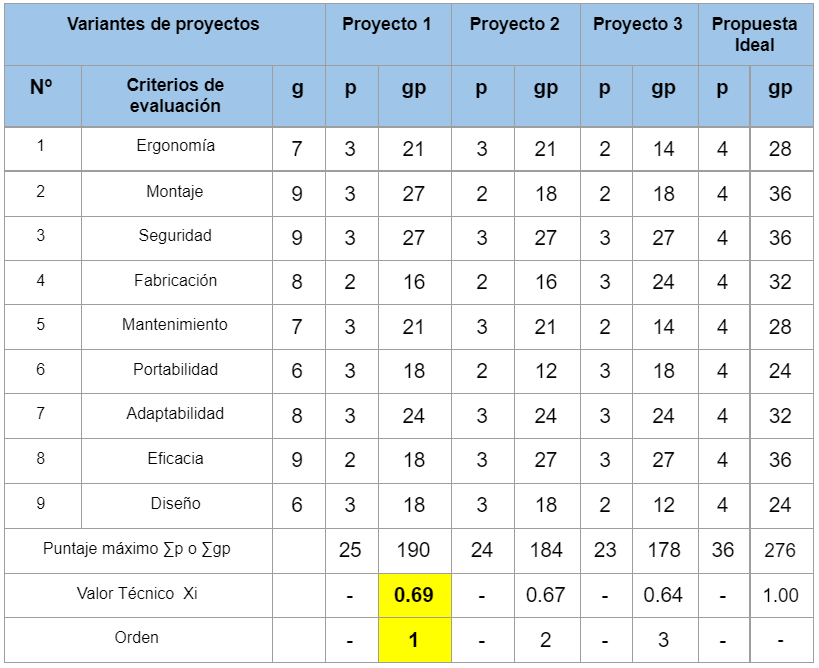 Variantes de proyectos Proyecto 1 Proyecto 2 Proyecto 3 Propuesta Ideal
Nº Criterios de evaluación g p gp p gp p gp p gp
1 Ergonomía 7 3 21 3 21 2 14 4 28
2 Montaje 9 3 27 2 18 2 18 4 36
3 Seguridad 9 3 27 3 27 3 27 4 36
4 Fabricación 8 2 16 2 16 3 24 4 32
5 Mantenimiento 7 3 21 3 21 2 14 4 28
6 Portabilidad 6 3 18 2 12 3 18 4 24
7 Adaptabilidad 8 3 24 3 24 3 24 4 32
8 Eficacia 9 2 18 3 27 3 27 4 36
9 Diseño 6 3 18 3 18 2 12 4 24
Puntaje máximo ∑p o ∑gp 25 190 24 184 23 178 36 276
Valor Técnico Xi - 0.69 - 0.67 - 0.64 - 1.00
Orden - 1 - 2 - 3 - -